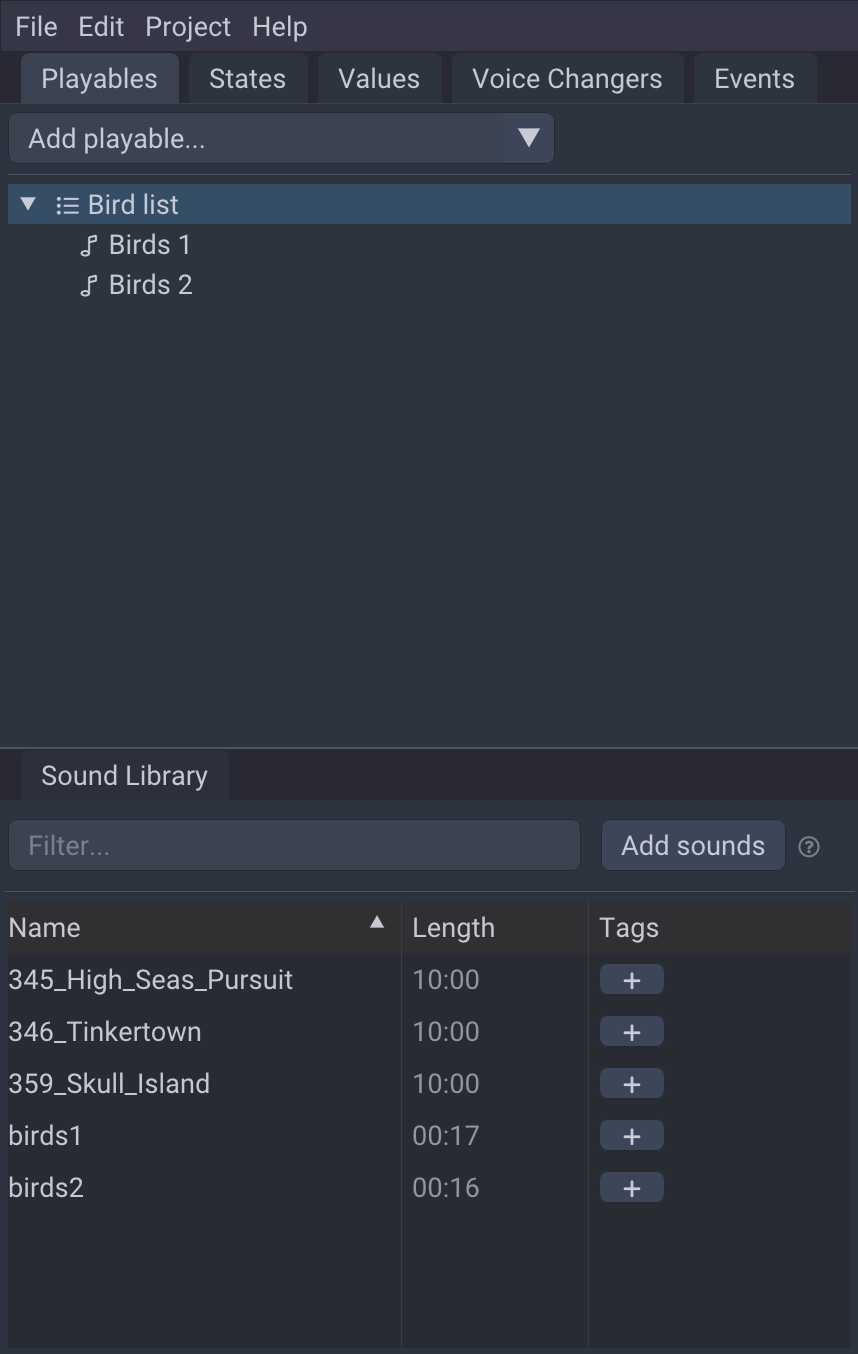 File Edit Project Help
Playables States Values Voice Changers Events
Add playable...
Bird list
Birds 1
Birds 2
Sound Library
Filter... Add sounds ?
Name Length Tags
345_High_Seas_Pursuit 10:00 +
346_Tinkertown 10:00 +
359_Skull_Island 10:00 +
birds1 00:17 +
birds2 00:16 +